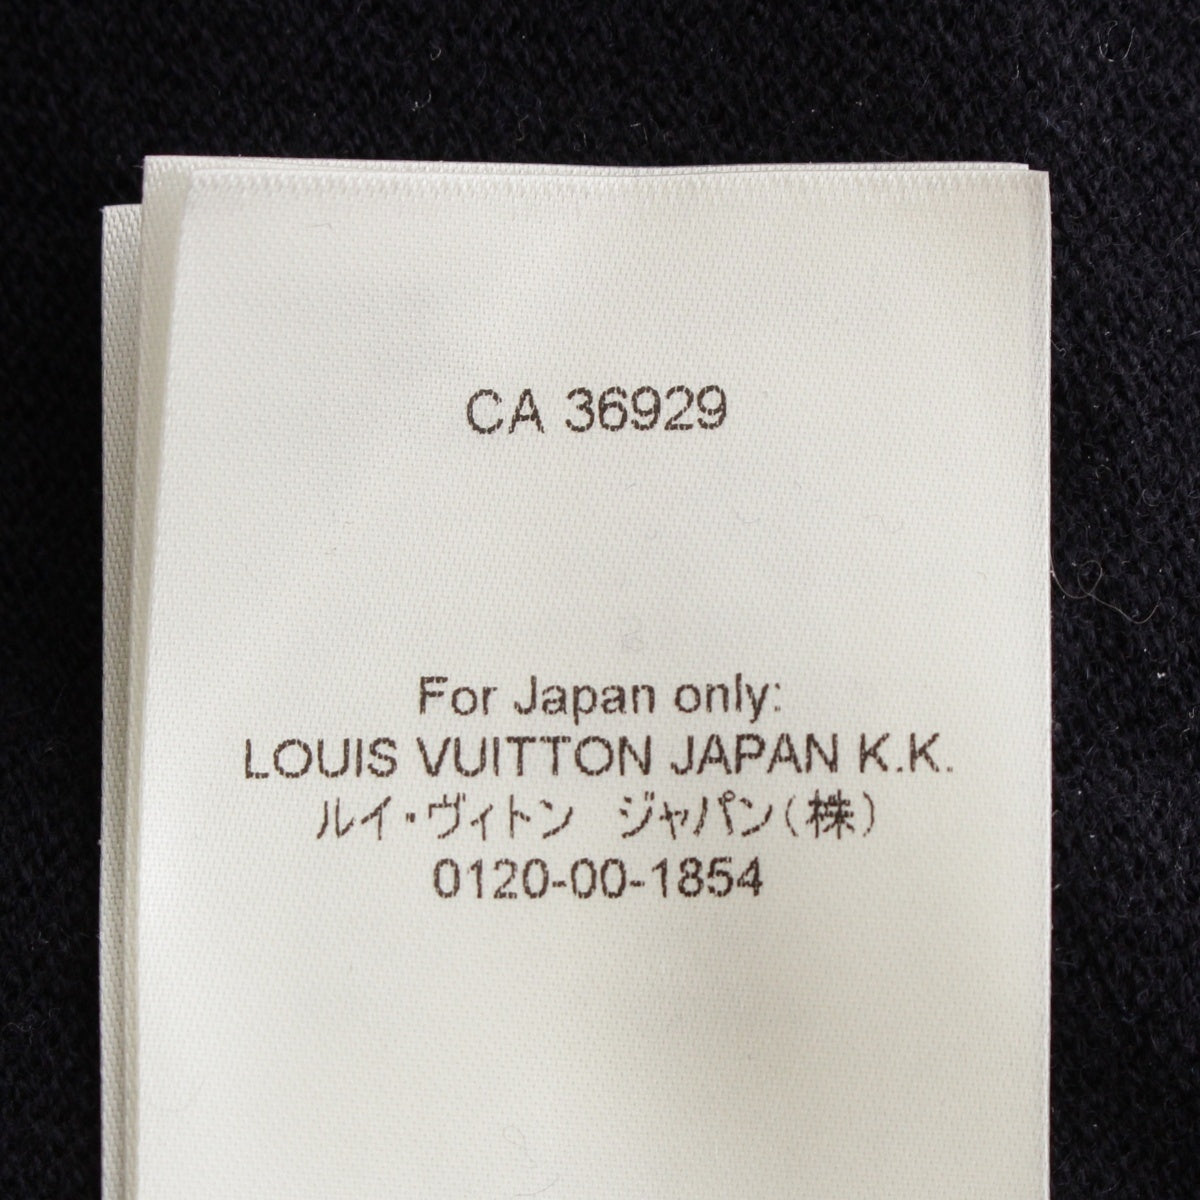 CA 36929
For Japan only:
LOUIS VUITTON JAPAN K.K.
ルイ・ヴィトン　ジャパン(株)
0120-00-1854